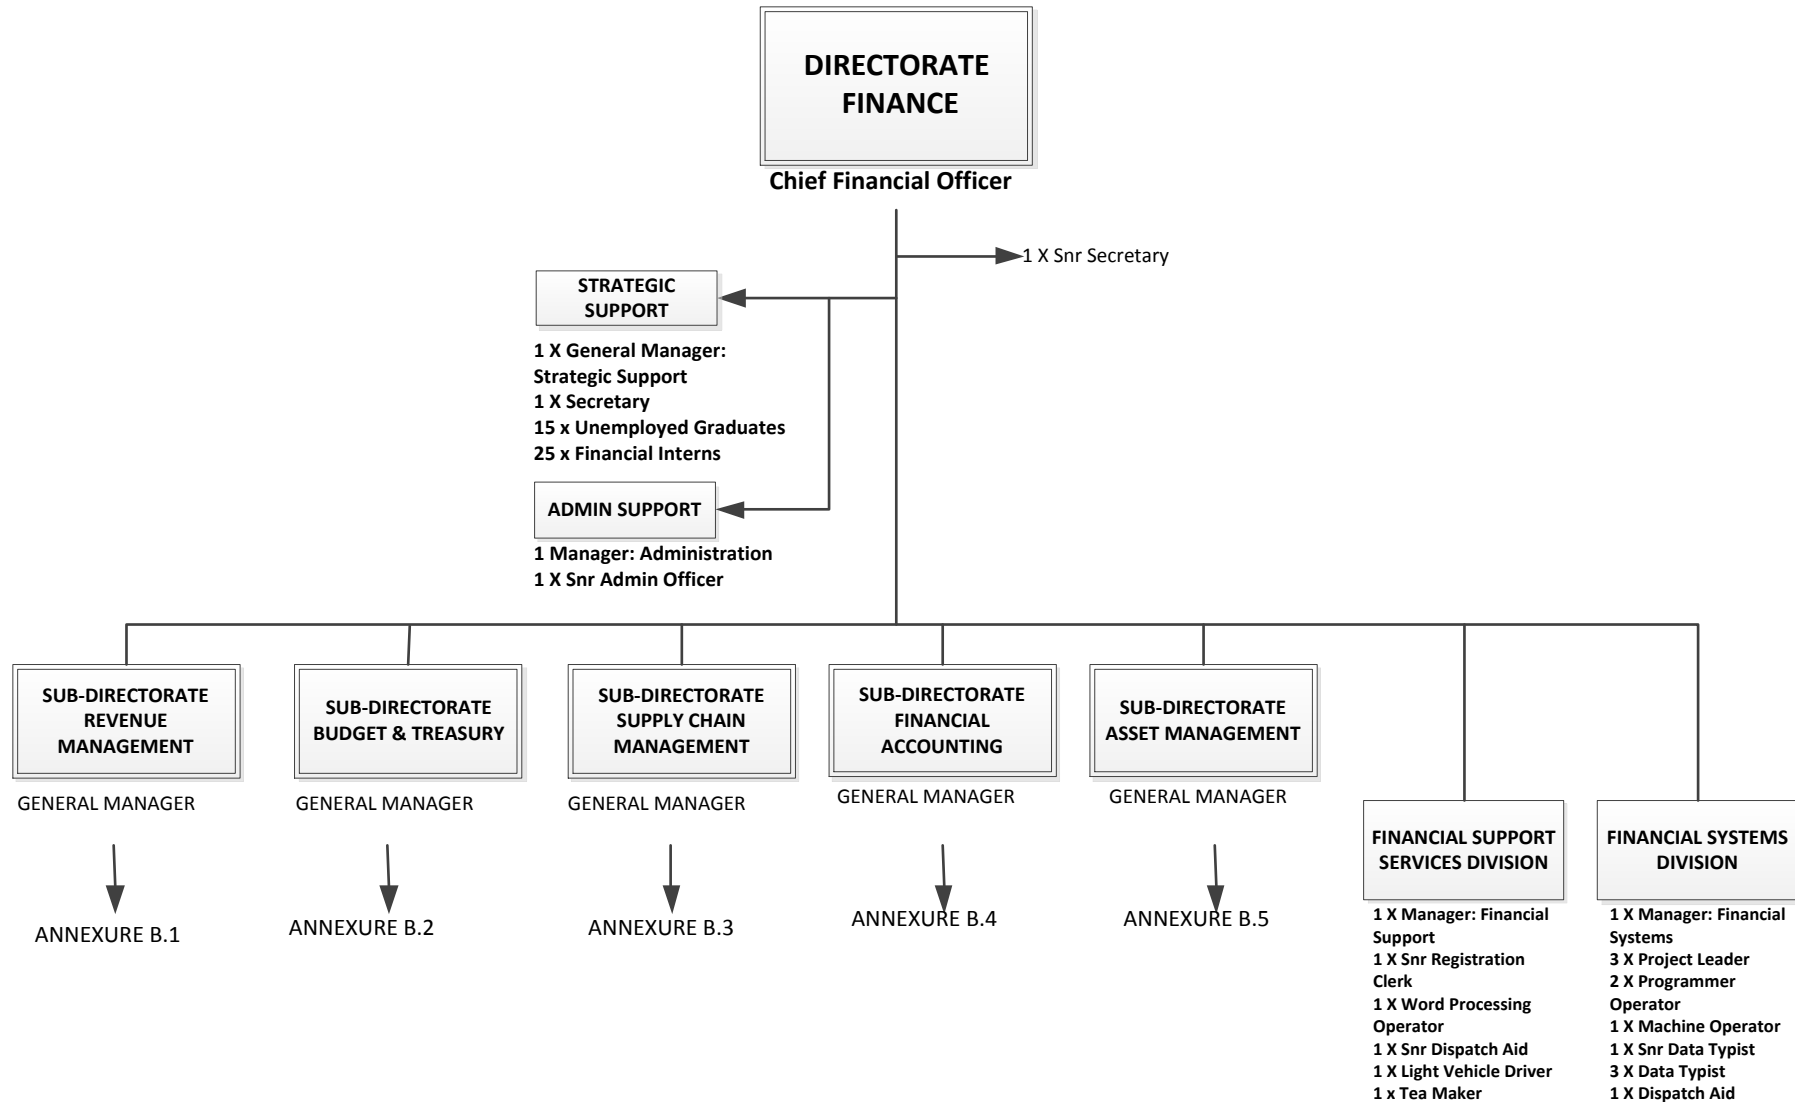 DIRECTORATE
FINANCE
Chief Financial Officer
1 X Snr Secretary
STRATEGIC
SUPPORT
1 X General Manager:
Strategic Support
1 X Secretary
15 x Unemployed Graduates
25 x Financial Interns
ADMIN SUPPORT
1 Manager: Administration
1 X Snr Admin Officer
SUB-DIRECTORATE
REVENUE
MANAGEMENT
GENERAL MANAGER
ANNEXURE B.1
SUB-DIRECTORATE
BUDGET & TREASURY
GENERAL MANAGER
ANNEXURE B.2
SUB-DIRECTORATE
SUPPLY CHAIN
MANAGEMENT
GENERAL MANAGER
ANNEXURE B.3
SUB-DIRECTORATE
FINANCIAL
ACCOUNTING
GENERAL MANAGER
ANNEXURE B.4
SUB-DIRECTORATE
ASSET MANAGEMENT
GENERAL MANAGER
ANNEXURE B.5
FINANCIAL SUPPORT
SERVICES DIVISION
1 X Manager: Financial
Support
1 X Snr Registration
Clerk
1 X Word Processing
Operator
1 X Snr Dispatch Aid
1 X Light Vehicle Driver
1 x Tea Maker
FINANCIAL SYSTEMS
DIVISION
1 X Manager: Financial
Systems
3 X Project Leader
2 X Programmer
Operator
1 X Machine Operator
1 X Snr Data Typist
3 X Data Typist
1 X Dispatch Aid